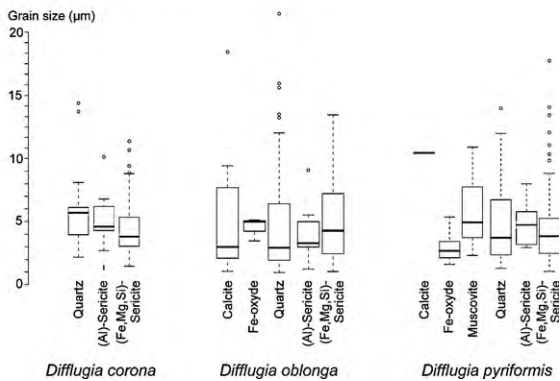 Grain size (μm)
20
15
10
5
0
Quartz
(Al)-Sericite
(Fe,Mg,Si)-
Sericite
Calcite
Fe-oxyde
Quartz
(Al)-Sericite
(Fe,Mg,Si)-
Sericite
Calcite
Fe-oxyde
Muscovite
Quartz
(Al)-Sericite
(Fe,Mg,Si)-
Sericite
Difflugia corona
Difflugia oblonga
Difflugia pyriformis